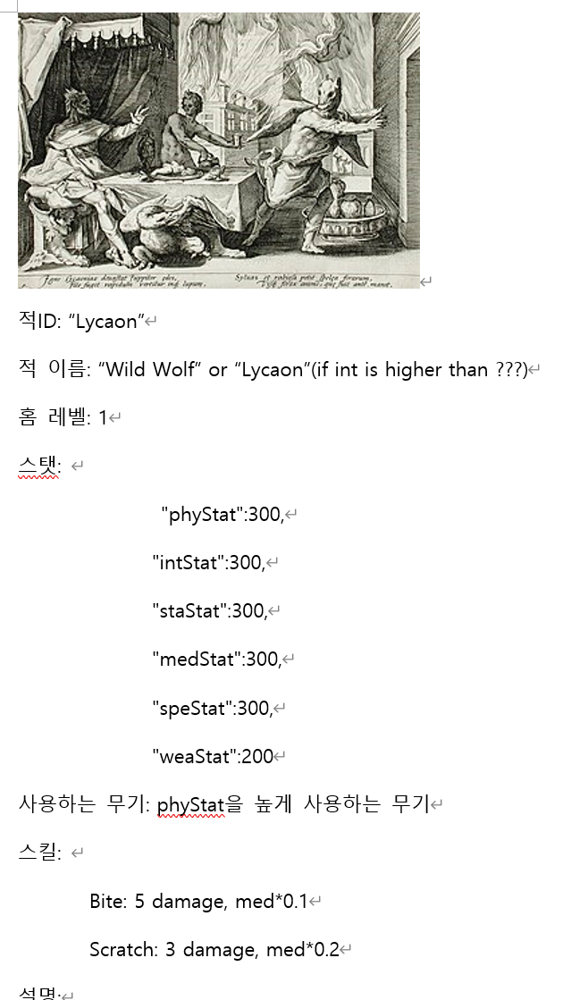 적ID: “Lycaon”
적 이름: “Wild Wolf” or “Lycaon”(if int is higher than ???)
홈 레벨: 1
스탯:
"phyStat":300,
"intStat":300,
"staStat":300,
"medStat":300,
"speStat":300,
"weaStat":200
사용하는 무기: phyStat을 높게 사용하는 무기
스킬:
Bite: 5 damage, med*0.1
Scratch: 3 damage, med*0.2
설명: